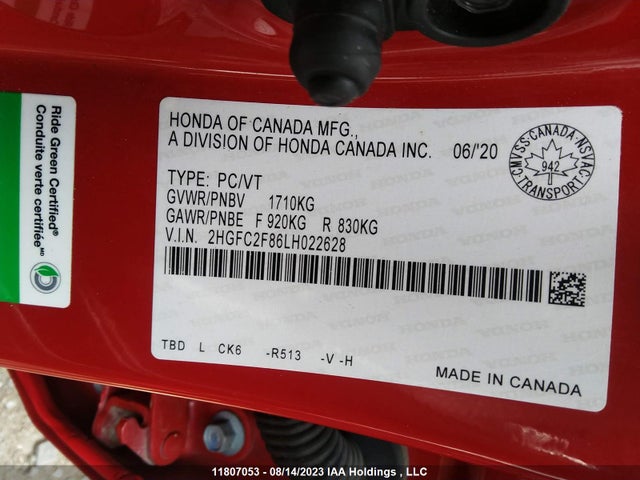 Ride Green Certified®
Conduite verte certifiée MD
HONDA OF CANADA MFG.,
A DIVISION OF HONDA CANADA INC. 06/'20
CMVSS·CANADA·NSVAC
942
TRANSPORT
TYPE: PC/VT
GVWR/PNBV 1710KG
GAWR/PNBE F 920KG R 830KG
V.I.N. 2HGFC2F86LH022628
TBD L CK6 -R513 -V -H
MADE IN CANADA
11807053 - 08/14/2023 IAA Holdings , LLC